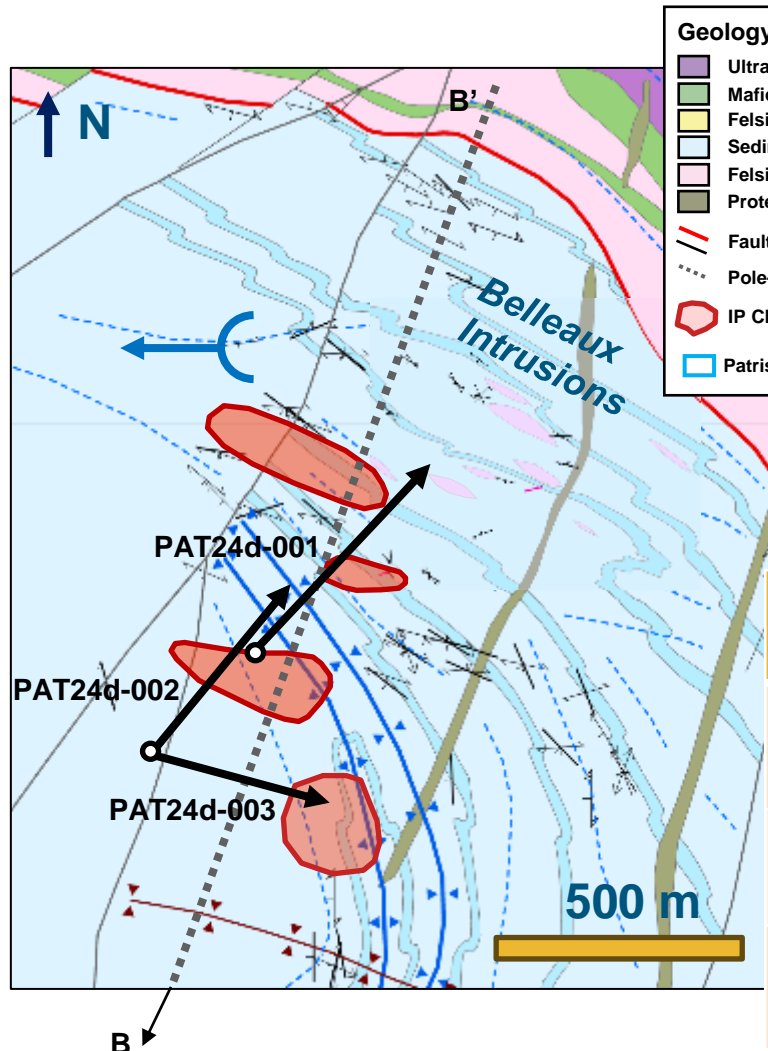 Geology
Ultra
Mafic
Felsi
Sedi
Felsi
Prote
Fault
Pole-
IP C
Patris
B'
N
Belleaux
Intrusions
PAT24d-001
PAT24d-002
PAT24d-003
500 m
B